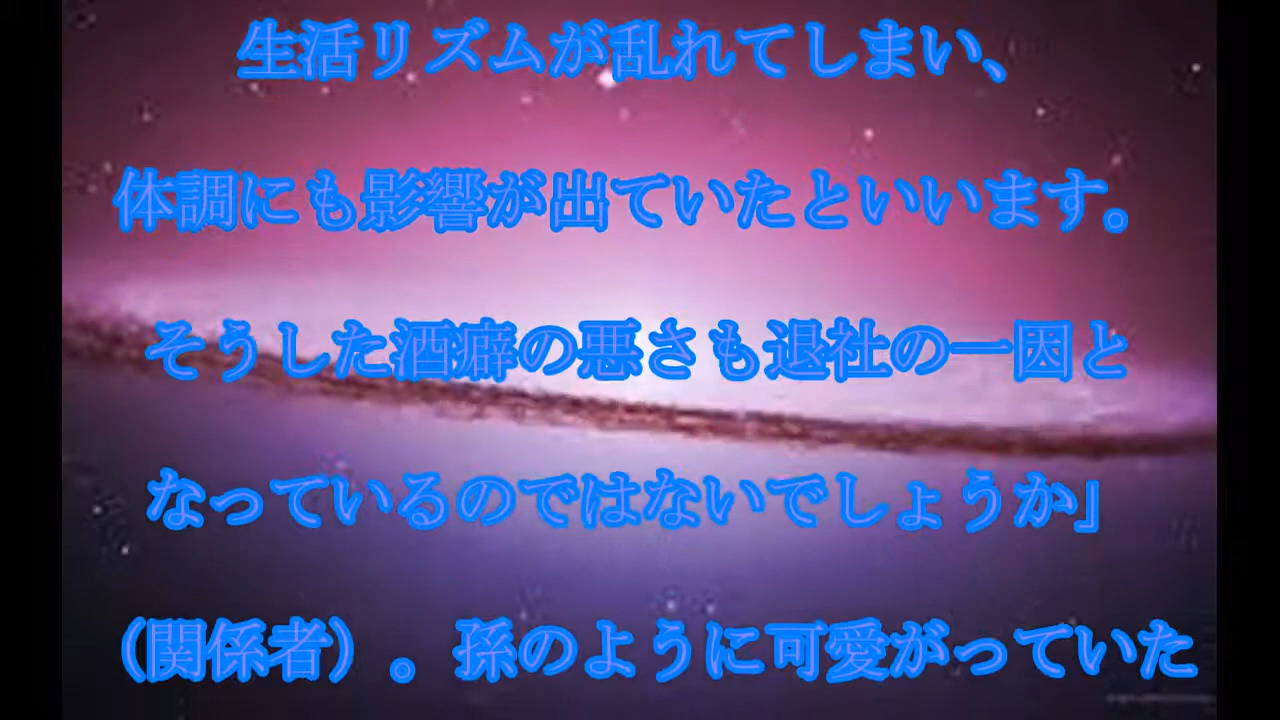 生活リズムが乱れてしまい、
体調にも影響が出ていたといいます。
そうした酒癖の悪さも退社の一因と
なっているのではないでしょうか」
（関係者）。孫のように可愛がっていた